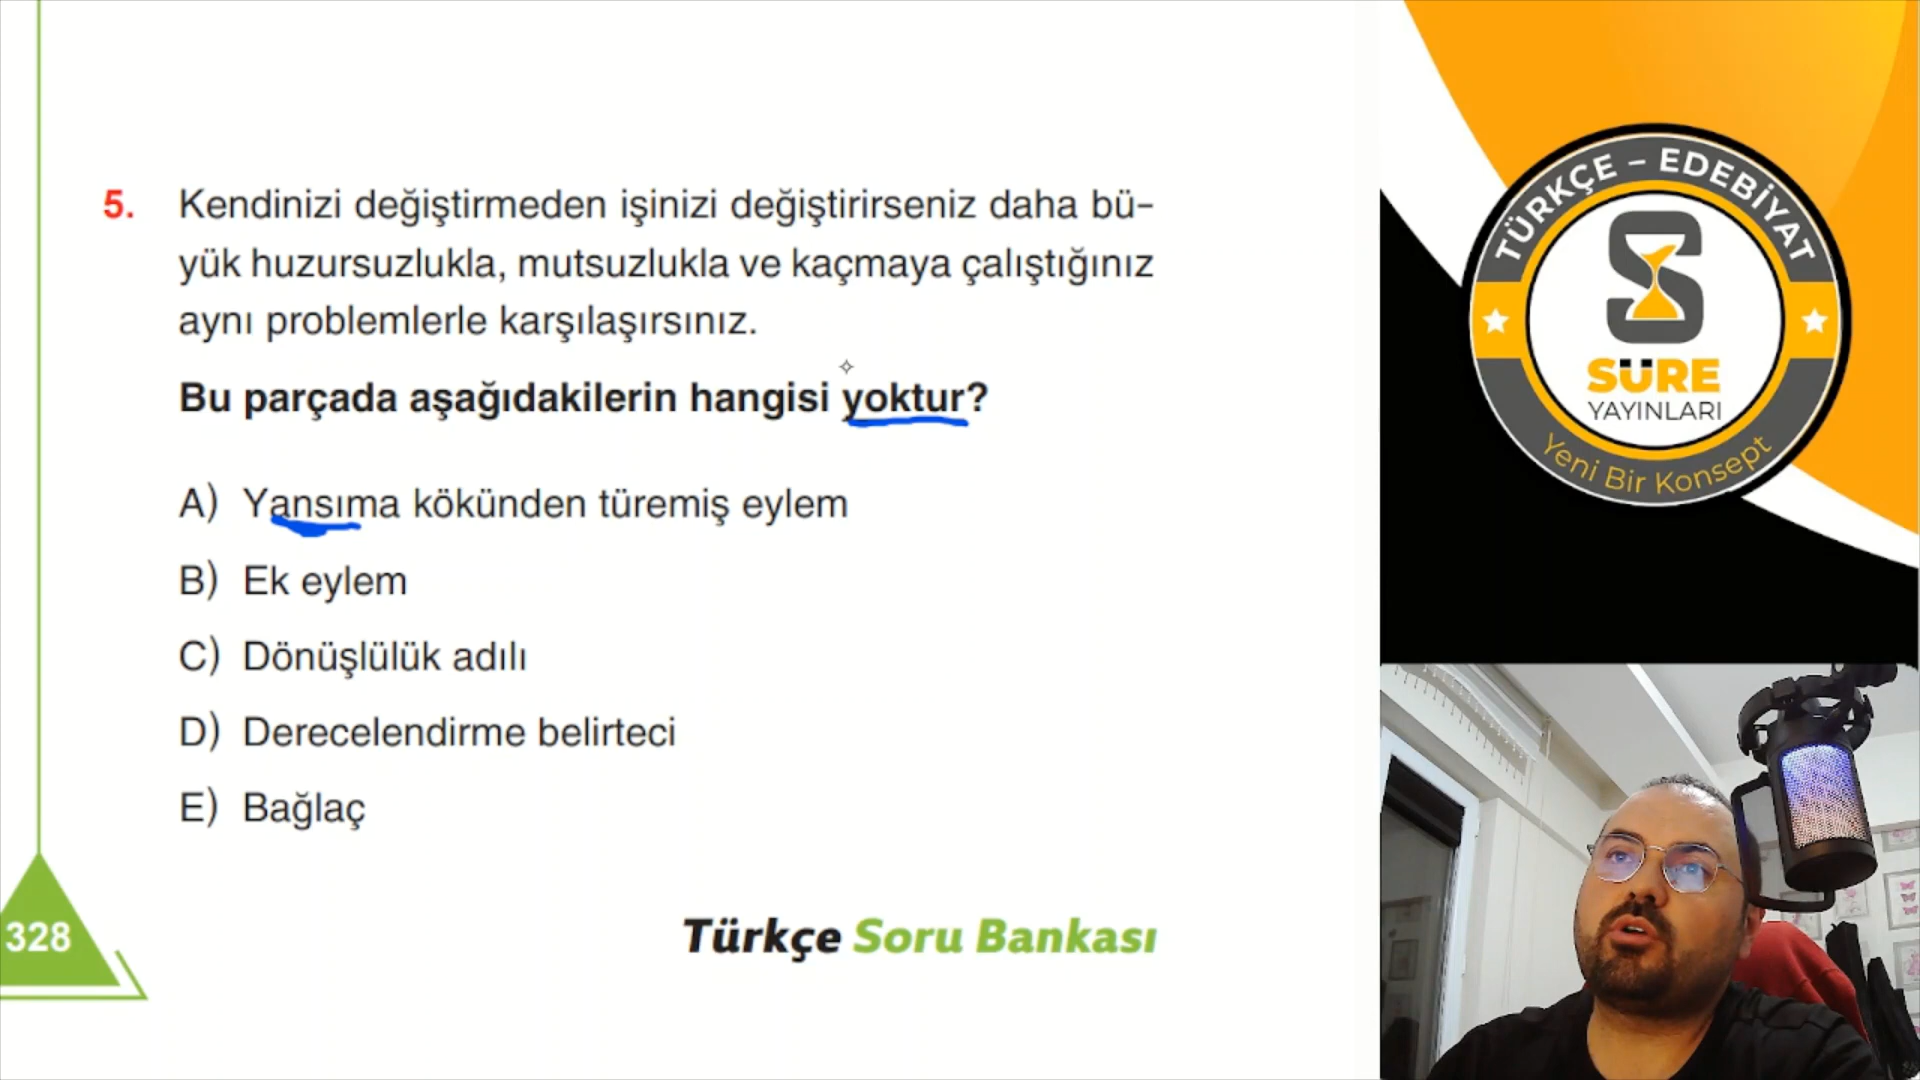 5. Kendinizi değiştirmeden işinizi değiştirirseniz daha bü-
yük huzursuzlukla, mutsuzlukla ve kaçmaya çalıştığınız
aynı problemlerle karşılaşırsınız.
Bu parçada aşağıdakilerin hangisi yoktur?
A) Yansıma kökünden türemiş eylem
B) Ek eylem
C) Dönüşlülük adılı
D) Derecelendirme belirteci
E) Bağlaç
328
Türkçe Soru Bankası
TÜRKÇE – EDEBİYAT
S
SÜRE
YAYINLARI
Yeni Bir Konsept